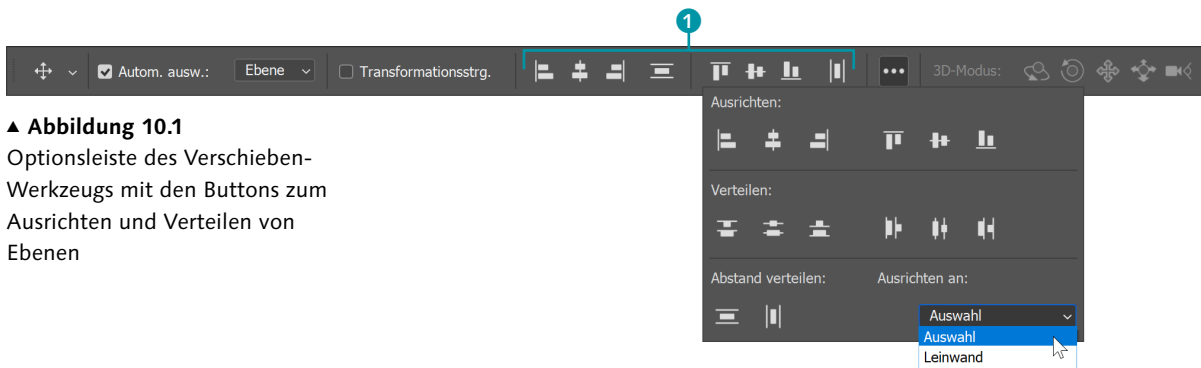 1
Autom. ausw.: Ebene Transformationsstrg. 3D-Modus:
▲ Abbildung 10.1
Optionsleiste des Verschieben-
Werkzeugs mit den Buttons zum
Ausrichten und Verteilen von
Ebenen
Ausrichten:
Verteilen:
Abstand verteilen: Ausrichten an:
Auswahl
Auswahl
Leinwand